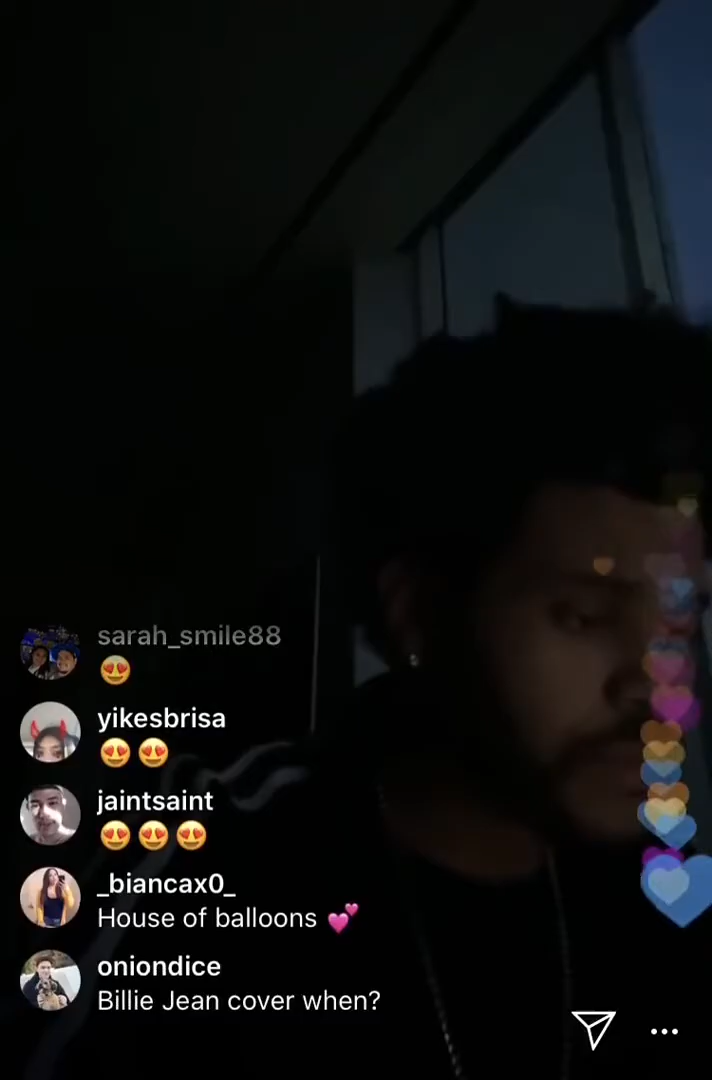 sarah_smile88
😍
yikesbrisa
😍 😍
jaintsaint
😍 😍 😍
_biancax0_
House of balloons 💕
oniondice
Billie Jean cover when?